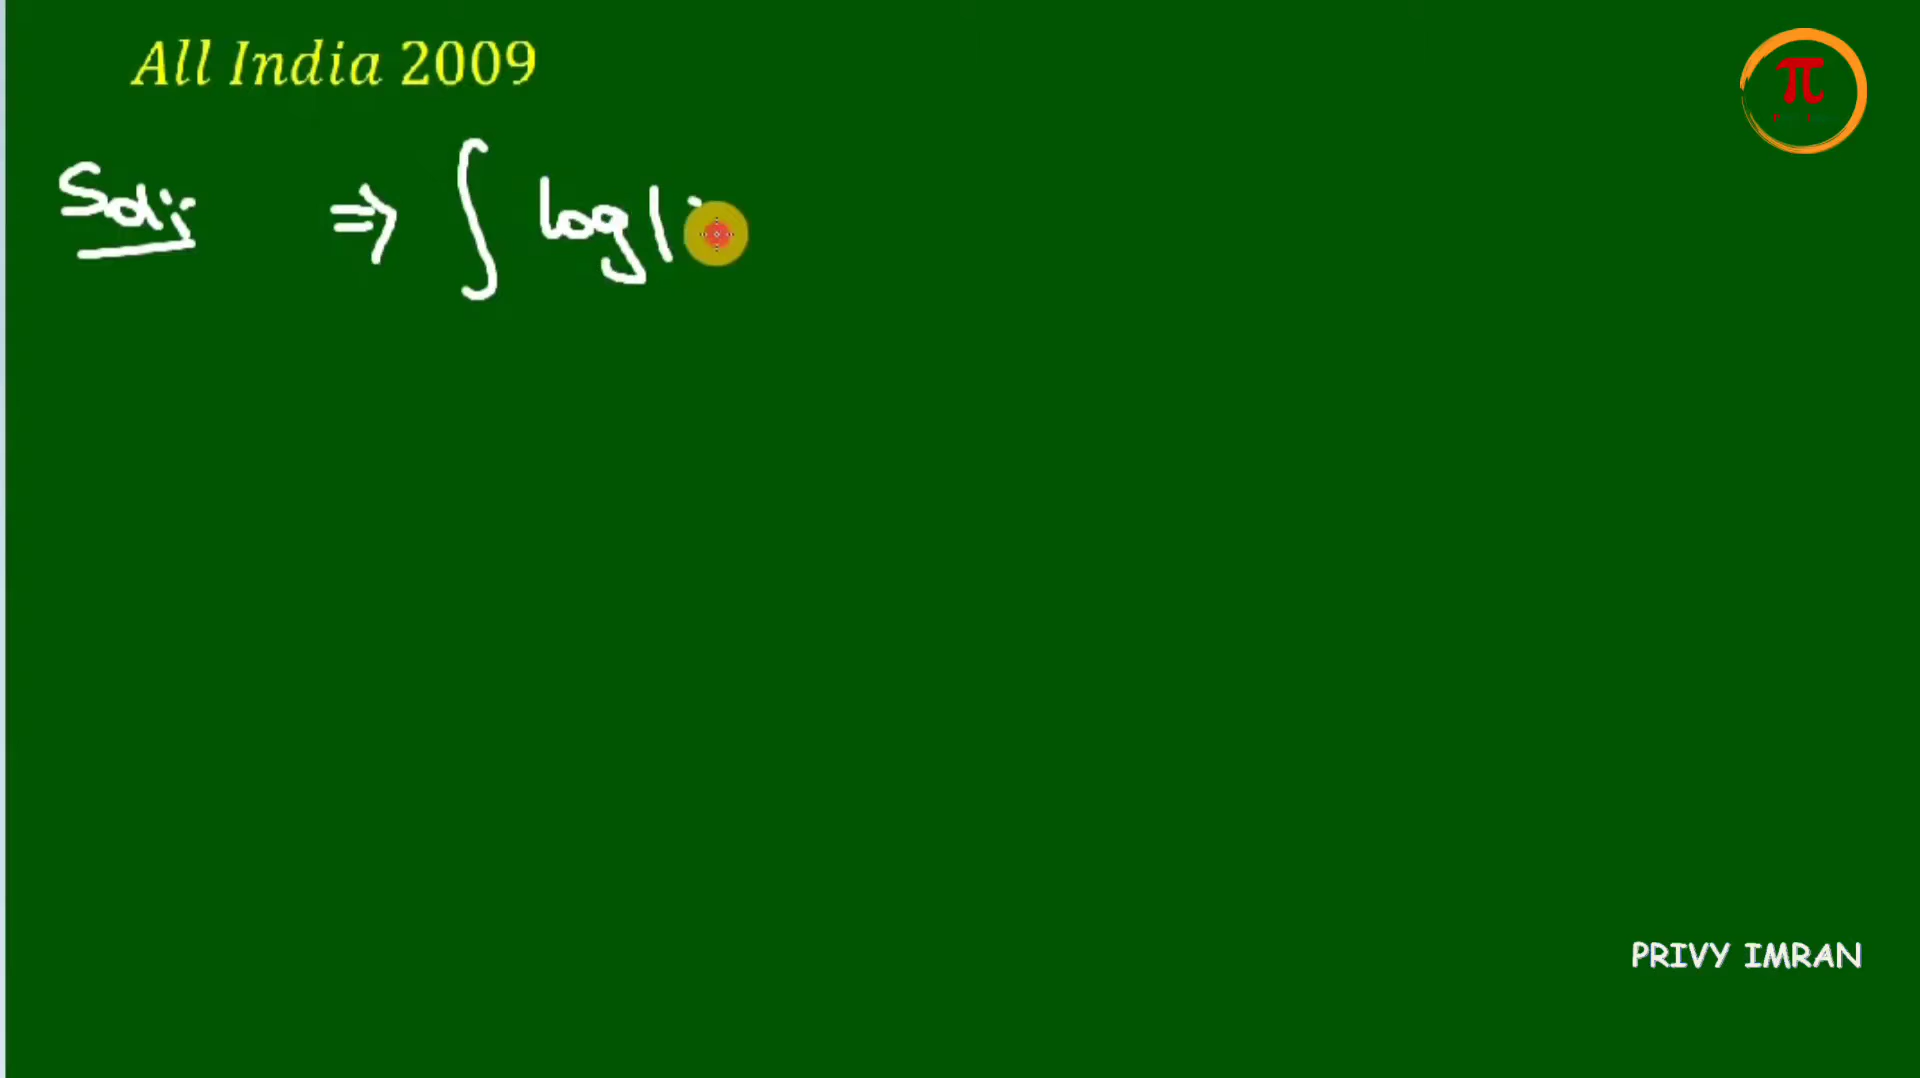 All India 2009
Sol: ⇒ ∫ log|
π
PRIVY IMRAN